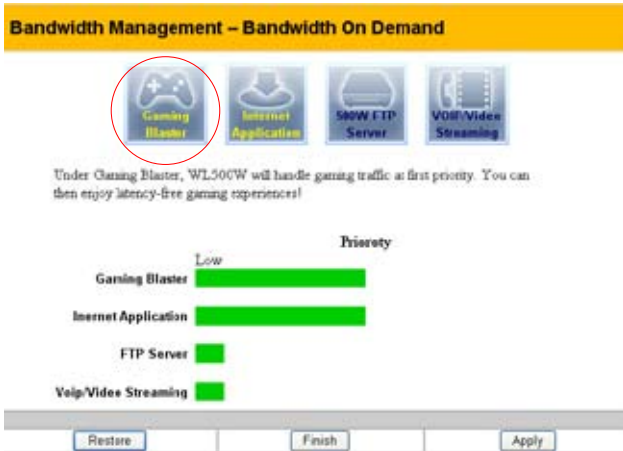 Bandwidth Management – Bandwidth On Demand
Gaming Blaster
Internet Application
500W FTP Server
VOIP/Video Streaming
Under Gaming Blaster, WL500W will handle gaming traffic at first priority. You can
then enjoy latency-free gaming experiences!
Priorety
Low
Gaming Blaster
Inernet Application
FTP Server
Voip/Video Streaming
Restore
Finish
Apply